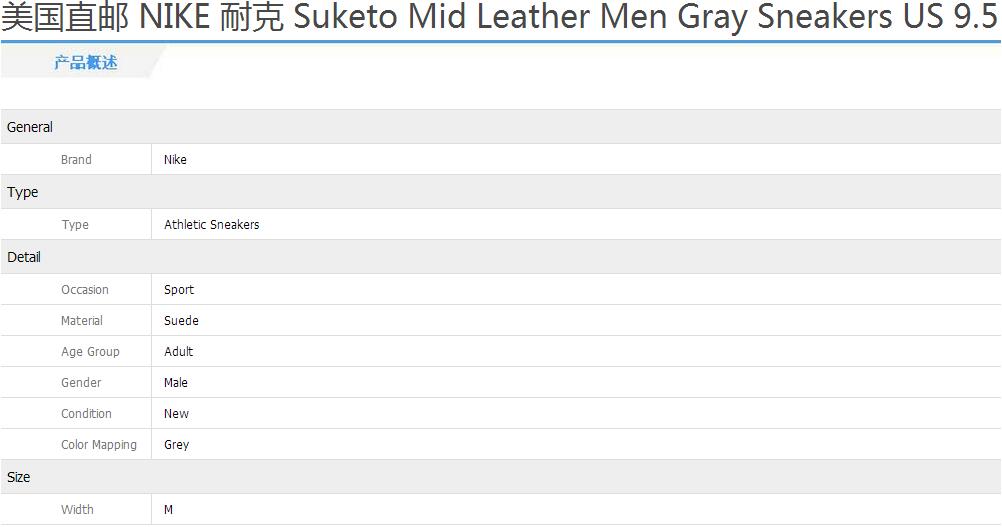 美国直邮 NIKE 耐克 Suketo Mid Leather Men Gray Sneakers US 9.5
产品概述
General
Brand Nike
Type
Type Athletic Sneakers
Detail
Occasion Sport
Material Suede
Age Group Adult
Gender Male
Condition New
Color Mapping Grey
Size
Width M